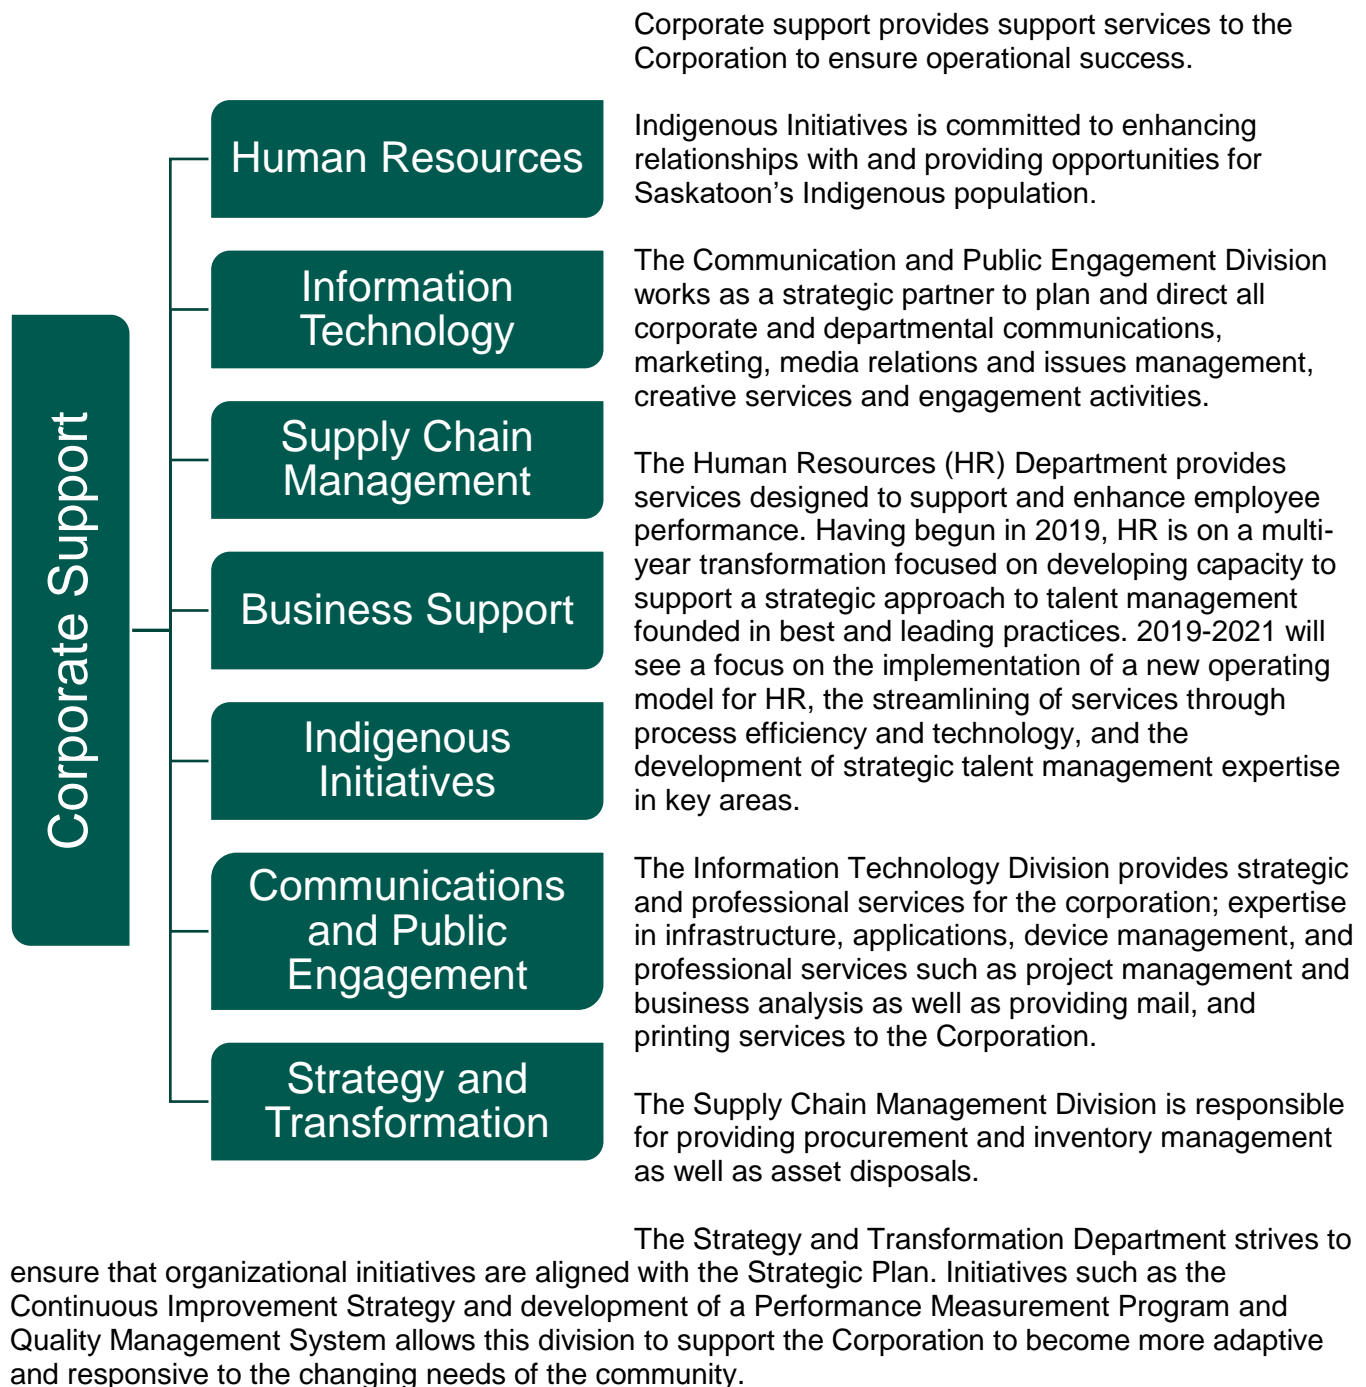 Corporate Support
Human Resources
Information
Technology
Supply Chain
Management
Business Support
Indigenous
Initiatives
Communications
and Public
Engagement
Strategy and
Transformation
Corporate support provides support services to the
Corporation to ensure operational success.
Indigenous Initiatives is committed to enhancing
relationships with and providing opportunities for
Saskatoon’s Indigenous population.
The Communication and Public Engagement Division
works as a strategic partner to plan and direct all
corporate and departmental communications,
marketing, media relations and issues management,
creative services and engagement activities.
The Human Resources (HR) Department provides
services designed to support and enhance employee
performance. Having begun in 2019, HR is on a multi-
year transformation focused on developing capacity to
support a strategic approach to talent management
founded in best and leading practices. 2019-2021 will
see a focus on the implementation of a new operating
model for HR, the streamlining of services through
process efficiency and technology, and the
development of strategic talent management expertise
in key areas.
The Information Technology Division provides strategic
and professional services for the corporation; expertise
in infrastructure, applications, device management, and
professional services such as project management and
business analysis as well as providing mail, and
printing services to the Corporation.
The Supply Chain Management Division is responsible
for providing procurement and inventory management
as well as asset disposals.
The Strategy and Transformation Department strives to
ensure that organizational initiatives are aligned with the Strategic Plan. Initiatives such as the
Continuous Improvement Strategy and development of a Performance Measurement Program and
Quality Management System allows this division to support the Corporation to become more adaptive
and responsive to the changing needs of the community.